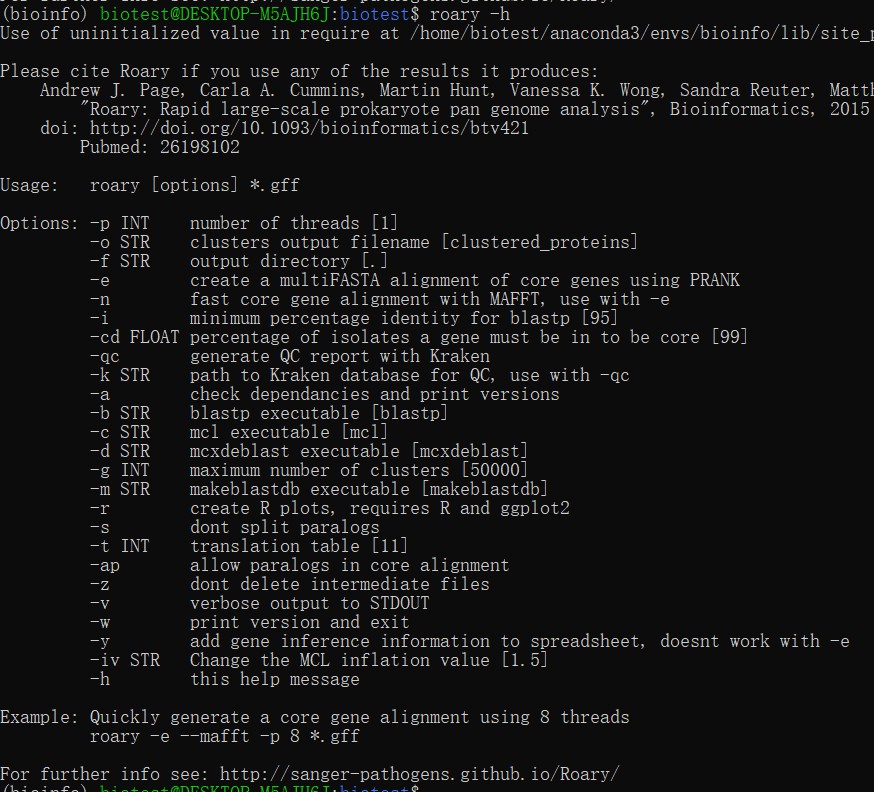 (bioinfo) biotest@DESKTOP-M5AJH6J:biotest$ roary -h
Use of uninitialized value in require at /home/biotest/anaconda3/envs/bioinfo/lib/site_p
Please cite Roary if you use any of the results it produces:
Andrew J. Page, Carla A. Cummins, Martin Hunt, Vanessa K. Wong, Sandra Reuter, Matth
"Roary: Rapid large-scale prokaryote pan genome analysis", Bioinformatics, 2015
doi: http://doi.org/10.1093/bioinformatics/btv421
Pubmed: 26198102
Usage:   roary [options] *.gff
Options: -p INT    number of threads [1]
-o STR    clusters output filename [clustered_proteins]
-f STR    output directory [.]
-e        create a multiFASTA alignment of core genes using PRANK
-n        fast core gene alignment with MAFFT, use with -e
-i        minimum percentage identity for blastp [95]
-cd FLOAT percentage of isolates a gene must be in to be core [99]
-qc       generate QC report with Kraken
-k STR    path to Kraken database for QC, use with -qc
-a        check dependancies and print versions
-b STR    blastp executable [blastp]
-c STR    mcl executable [mcl]
-d STR    mcxdeblast executable [mcxdeblast]
-g INT    maximum number of clusters [50000]
-m STR    makeblastdb executable [makeblastdb]
-r        create R plots, requires R and ggplot2
-s        dont split paralogs
-t INT    translation table [11]
-ap       allow paralogs in core alignment
-z        dont delete intermediate files
-v        verbose output to STDOUT
-w        print version and exit
-y        add gene inference information to spreadsheet, doesnt work with -e
-iv STR   Change the MCL inflation value [1.5]
-h        this help message
Example: Quickly generate a core gene alignment using 8 threads
roary -e --mafft -p 8 *.gff
For further info see: http://sanger-pathogens.github.io/Roary/
(bioinfo) biotest@DESKTOP-M5AJH6J:biotest$